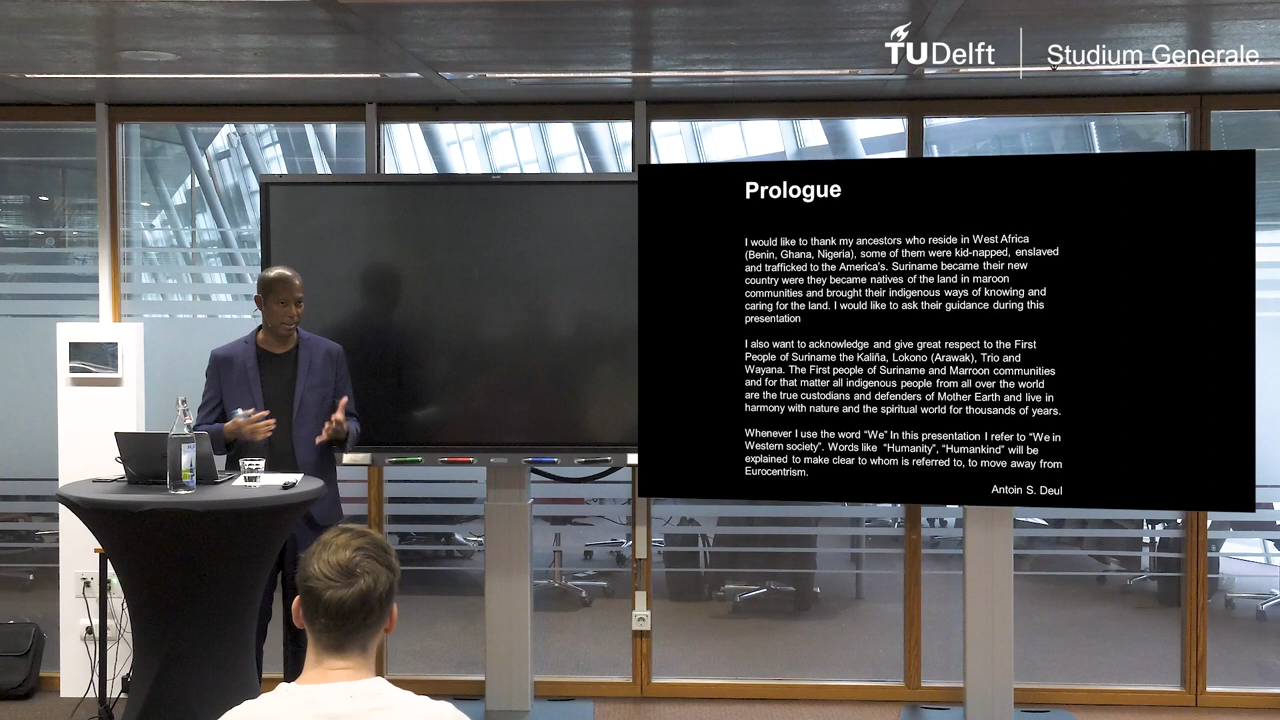 TUDelft
Studium Generale
Prologue
I would like to thank my ancestors who reside in West Africa
(Benin, Ghana, Nigeria), some of them were kid-napped, enslaved
and trafficked to the America's. Suriname became their new
country were they became natives of the land in maroon
communities and brought their indigenous ways of knowing and
caring for the land. I would like to ask their guidance during this
presentation
I also want to acknowledge and give great respect to the First
People of Suriname the Kaliña, Lokono (Arawak), Trio and
Wayana. The First people of Suriname and Marroon communities
and for that matter all indigenous people from all over the world
are the true custodians and defenders of Mother Earth and live in
harmony with nature and the spiritual world for thousands of years.
Whenever I use the word “We” In this presentation I refer to “We in
Western society”. Words like “Humanity”, “Humankind” will be
explained to make clear to whom is referred to, to move away from
Eurocentrism.
Antoin S. Deul